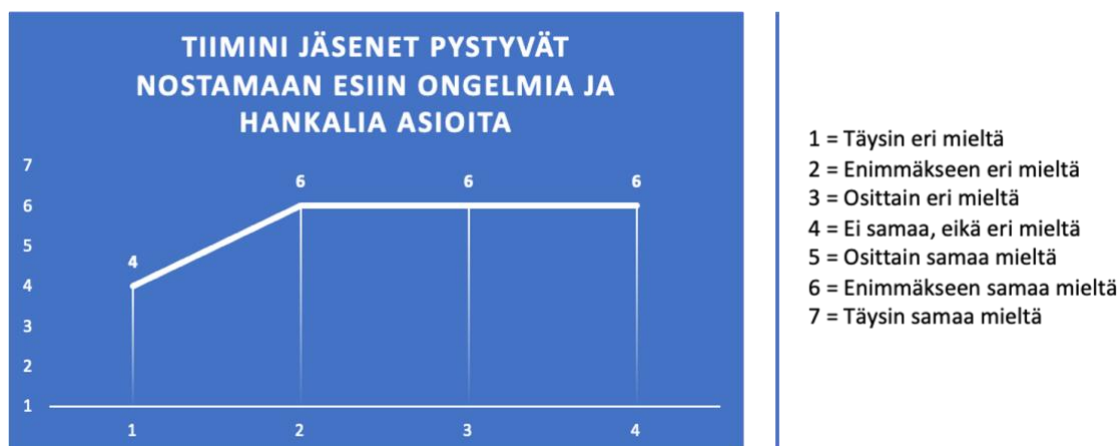 TIIMINI JÄSENET PYSTYVÄT
NOSTAMAAN ESIIN ONGELMIA JA
HANKALIA ASIOITA
7
6
5
4
3
2
1
4
6
6
6
1 2 3 4
1 = Täysin eri mieltä
2 = Enimmäkseen eri mieltä
3 = Osittain eri mieltä
4 = Ei samaa, eikä eri mieltä
5 = Osittain samaa mieltä
6 = Enimmäkseen samaa mieltä
7 = Täysin samaa mieltä